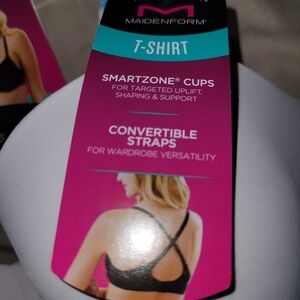 MAIDENFORM®
T-SHIRT
SMARTZONE® CUPS
FOR TARGETED UPLIFT,
SHAPING & SUPPORT
CONVERTIBLE
STRAPS
FOR WARDROBE VERSATILITY